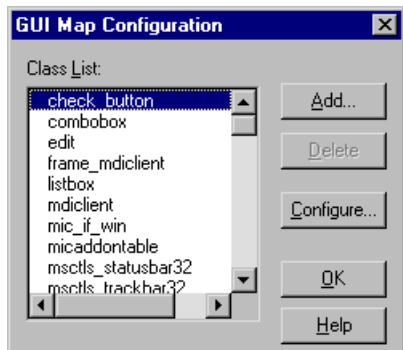 GUI Map Configuration
Class List:
check_button
combobox
edit
frame_mdiclient
listbox
mdiclient
mic_if_win
micaddontable
msctls_statusbar32
msctls_trackbar32
Add...
Delete
Configure...
OK
Help